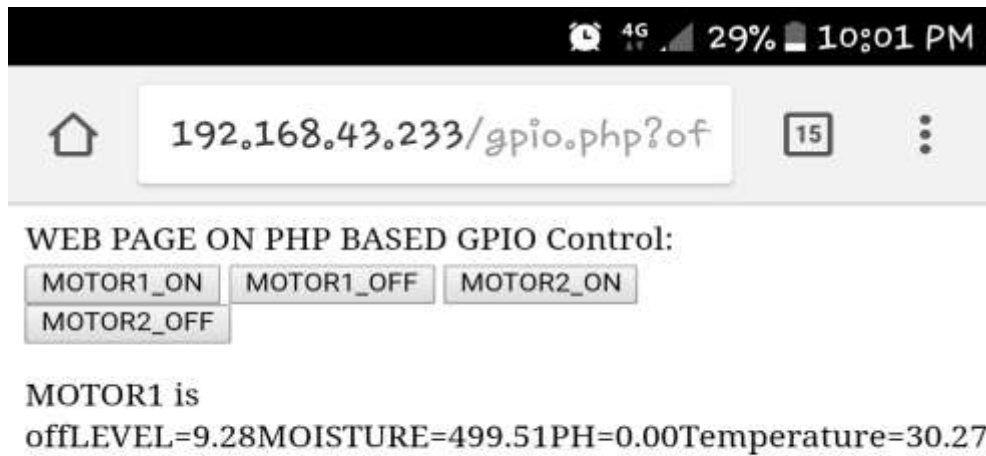 4G 29% 10:01 PM
192.168.43.233/gpio.php?of 15
WEB PAGE ON PHP BASED GPIO Control:
MOTOR1_ON MOTOR1_OFF MOTOR2_ON
MOTOR2_OFF
MOTOR1 is
offLEVEL=9.28MOISTURE=499.51PH=0.00Temperature=30.27